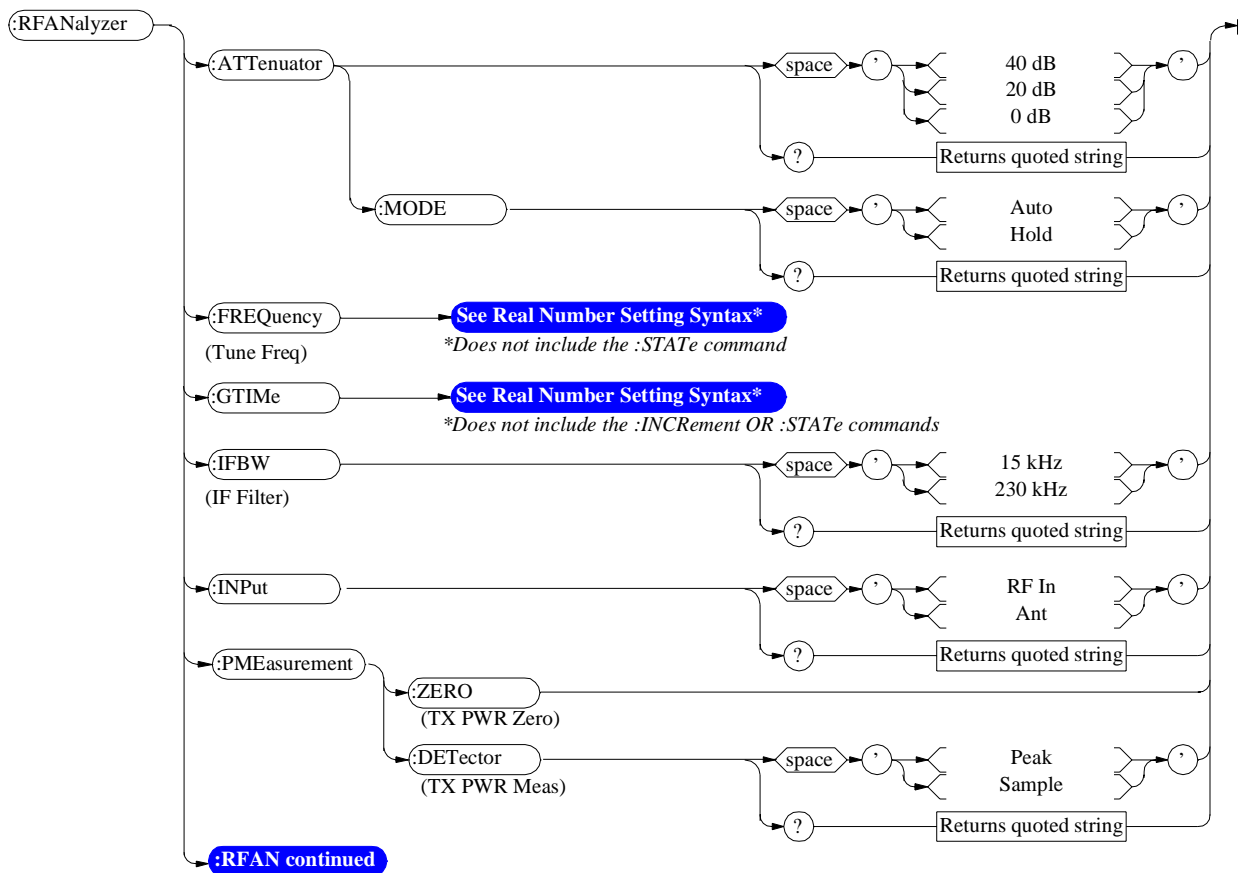 :RFANalyzer
:ATTenuator space ’ 40 dB ’
20 dB
0 dB
? Returns quoted string
:MODE space ’ Auto ’
Hold
? Returns quoted string
:FREQuency See Real Number Setting Syntax*
(Tune Freq) *Does not include the :STATe command
:GTIMe See Real Number Setting Syntax*
*Does not include the :INCRement OR :STATe commands
:IFBW space ’ 15 kHz ’
(IF Filter) 230 kHz
? Returns quoted string
:INPut space ’ RF In ’
Ant
? Returns quoted string
:PMEasurement
:ZERO
(TX PWR Zero)
:DETector space ’ Peak ’
(TX PWR Meas) Sample
? Returns quoted string
:RFAN continued